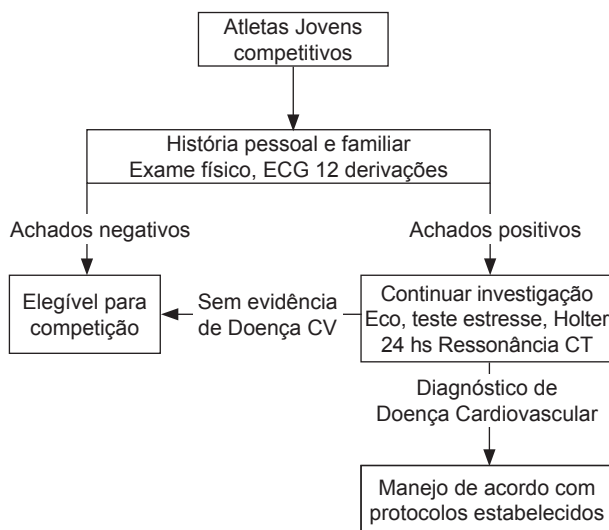 Atletas Jovens
competitivos
História pessoal e familiar
Exame físico, ECG 12 derivações
Achados negativos
Achados positivos
Elegível para
competição
Sem evidência
de Doença CV
Continuar investigação
Eco, teste estresse, Holter
24 hs Ressonância CT
Diagnóstico de
Doença Cardiovascular
Manejo de acordo com
protocolos estabelecidos